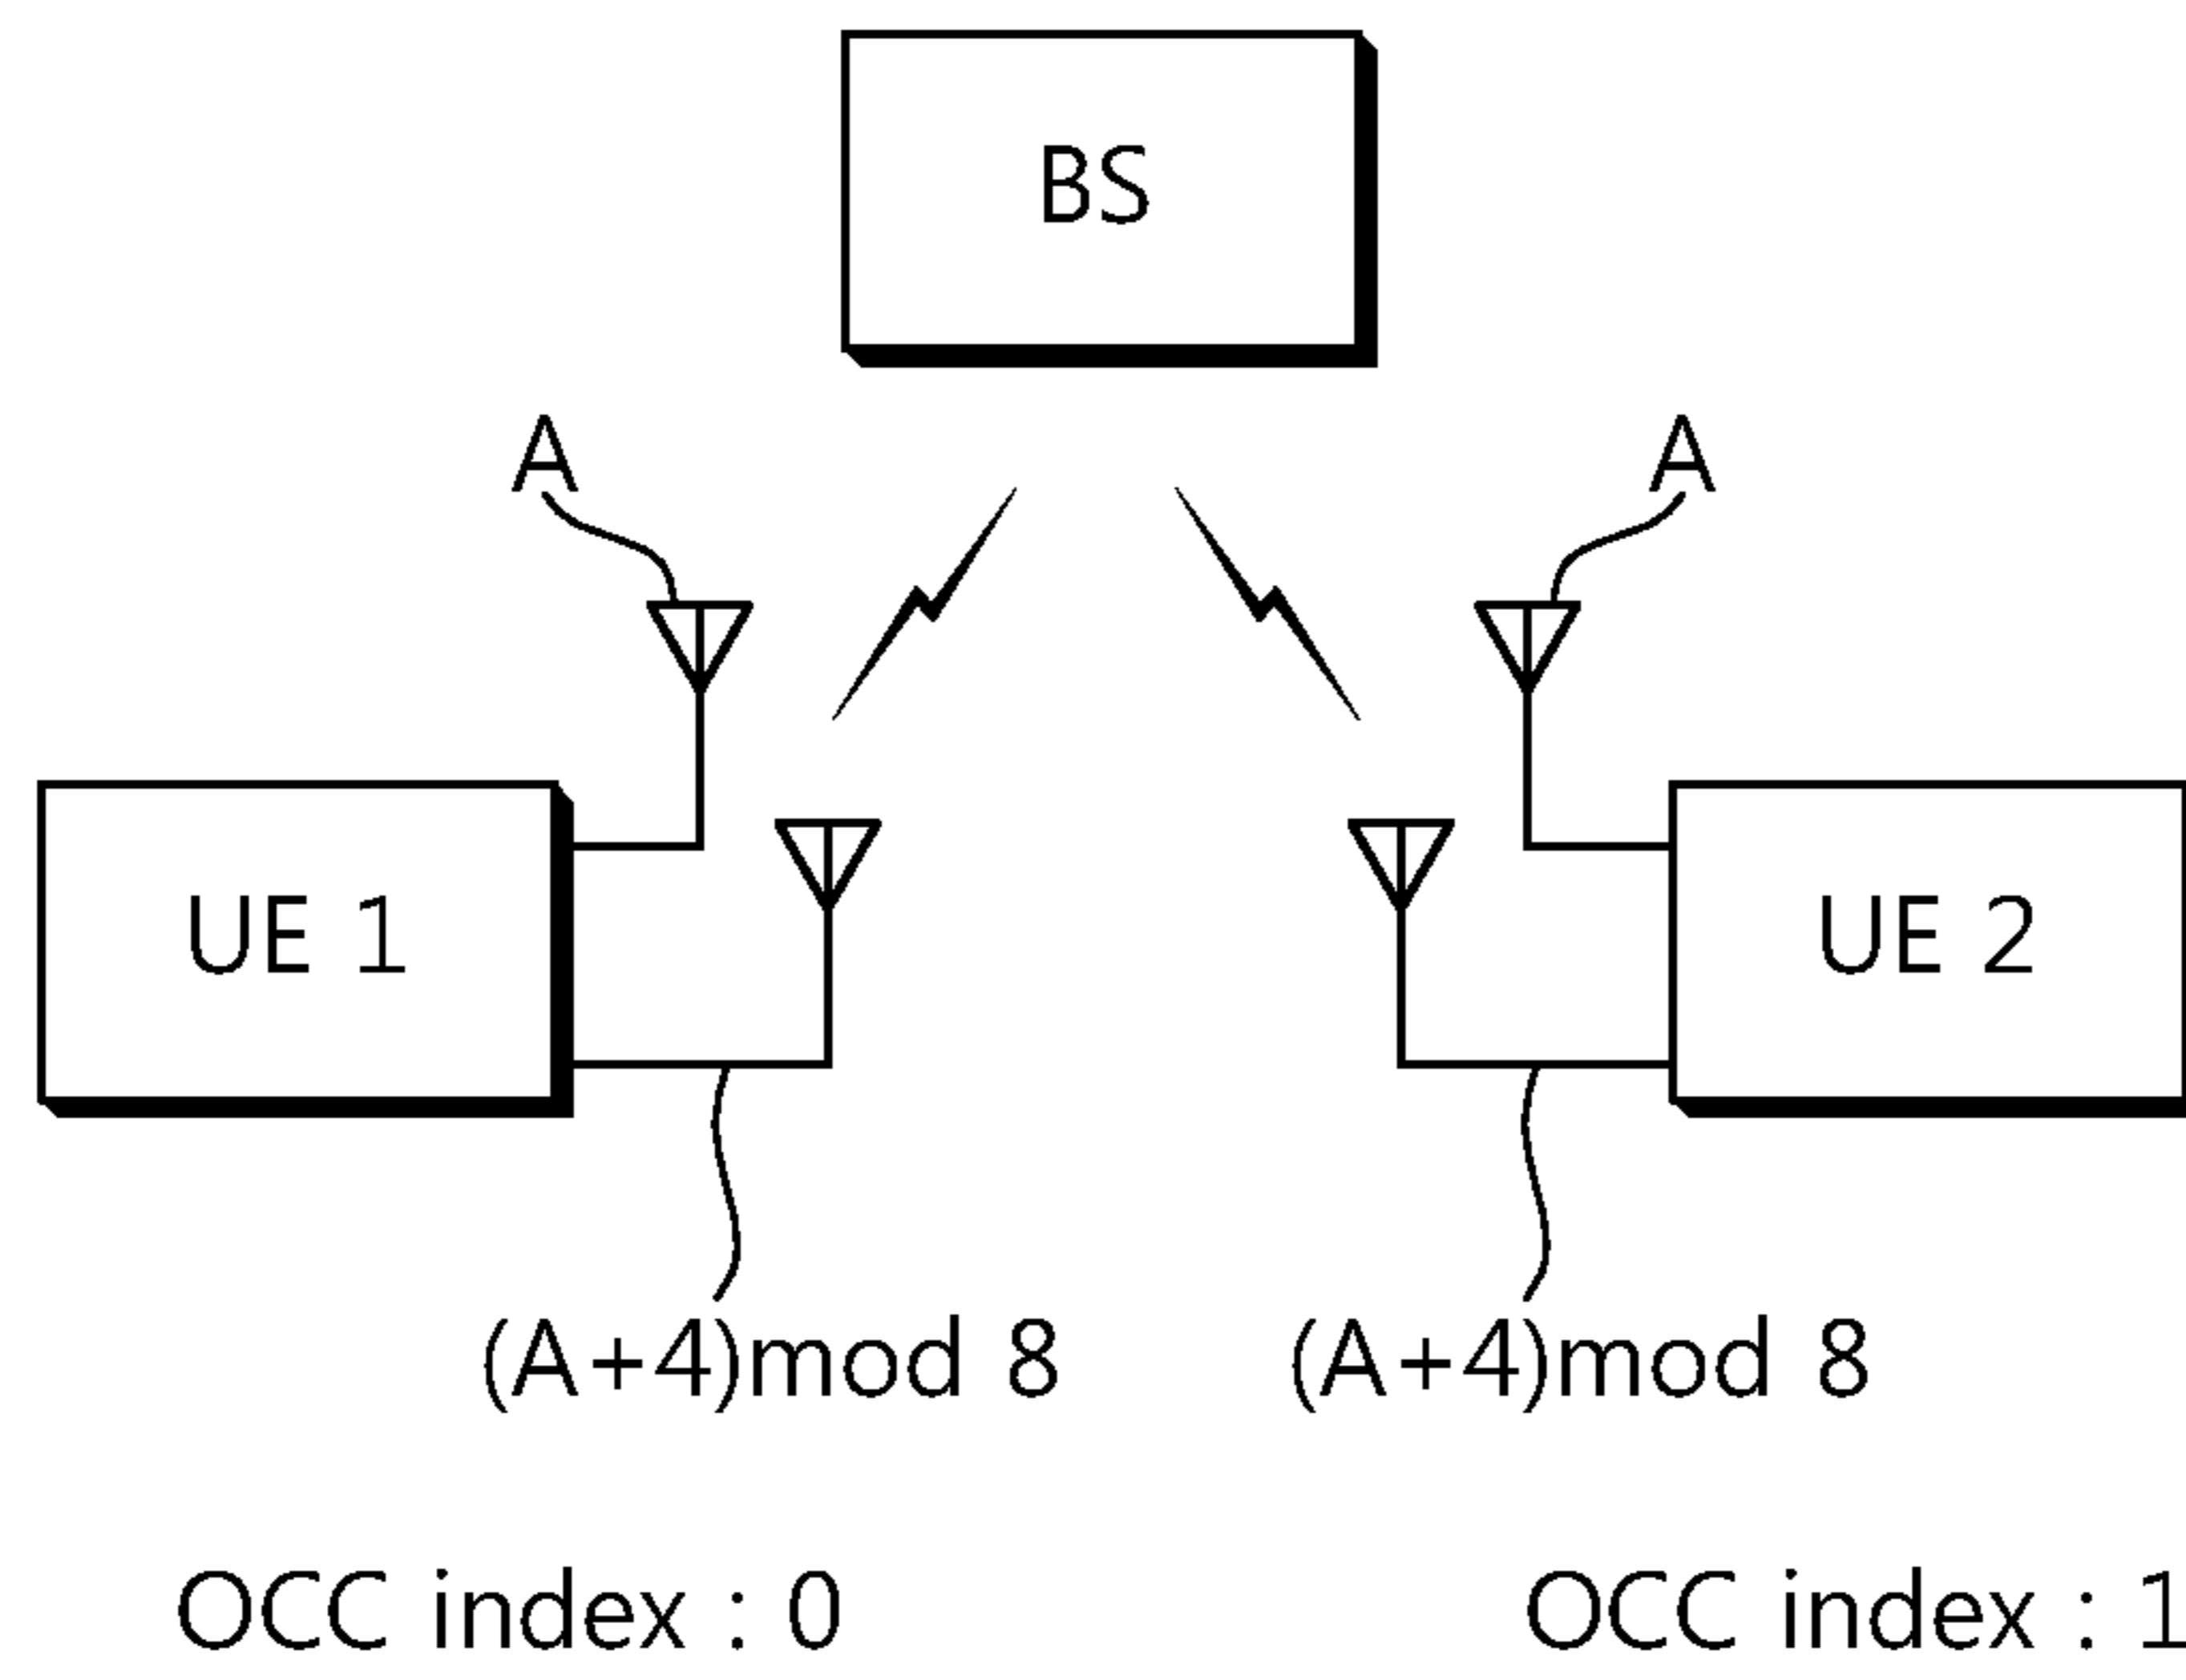 BS
A
A
UE 1
UE 2
(A+4)mod 8
(A+4)mod 8
OCC index : 0
OCC index : 1